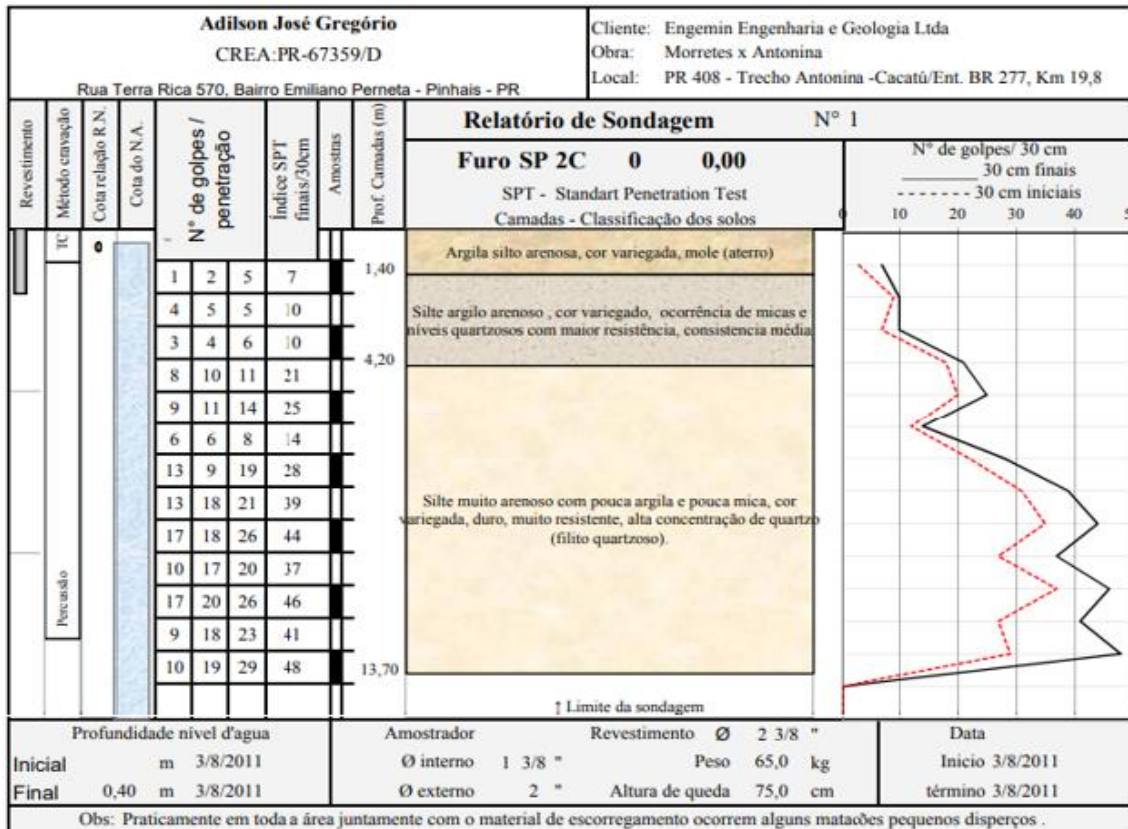 Adilson José Gregório
CREA:PR-67359/D
Rua Terra Rica 570, Bairro Emiliano Perneta - Pinhais - PR
Cliente: Engemin Engenharia e Geologia Ltda
Obra: Morretes x Antonina
Local: PR 408 - Trecho Antonina -Cacatú/Ent. BR 277, Km 19,8
Revestimento
Método cravação
Cota relação R.N.
Cota do N.A.
N° de golpes /
penetração
Índice SPT
finais/30cm
Amostras
Prof. Camadas (m)
Relatório de Sondagem N° 1
Furo SP 2C 0 0,00
SPT - Standart Penetration Test
Camadas - Classificação dos solos
N° de golpes/ 30 cm
30 cm finais
30 cm iniciais
0 10 20 30 40 5
TC
0
Percussão
1 2 5 7
4 5 5 10
3 4 6 10
8 10 11 21
9 11 14 25
6 6 8 14
13 9 19 28
13 18 21 39
17 18 26 44
10 17 20 37
17 20 26 46
9 18 23 41
10 19 29 48
1,40
4,20
13,70
Argila silto arenosa, cor variegada, mole (aterro)
Silte argilo arenoso , cor variegado, ocorrência de micas e
níveis quartzosos com maior resistência, consistencia média
Silte muito arenoso com pouca argila e pouca mica, cor
variegada, duro, muito resistente, alta concentração de quartzo
(filito quartzoso).
↑ Limite da sondagem
Profundidade nível d'agua
Inicial m 3/8/2011
Final 0,40 m 3/8/2011
Amostrador
Ø interno 1 3/8 "
Ø externo 2 "
Revestimento Ø 2 3/8 "
Peso 65,0 kg
Altura de queda 75,0 cm
Data
Inicio 3/8/2011
término 3/8/2011
Obs: Praticamente em toda a área juntamente com o material de escorregamento ocorrem alguns matacões pequenos disperços .